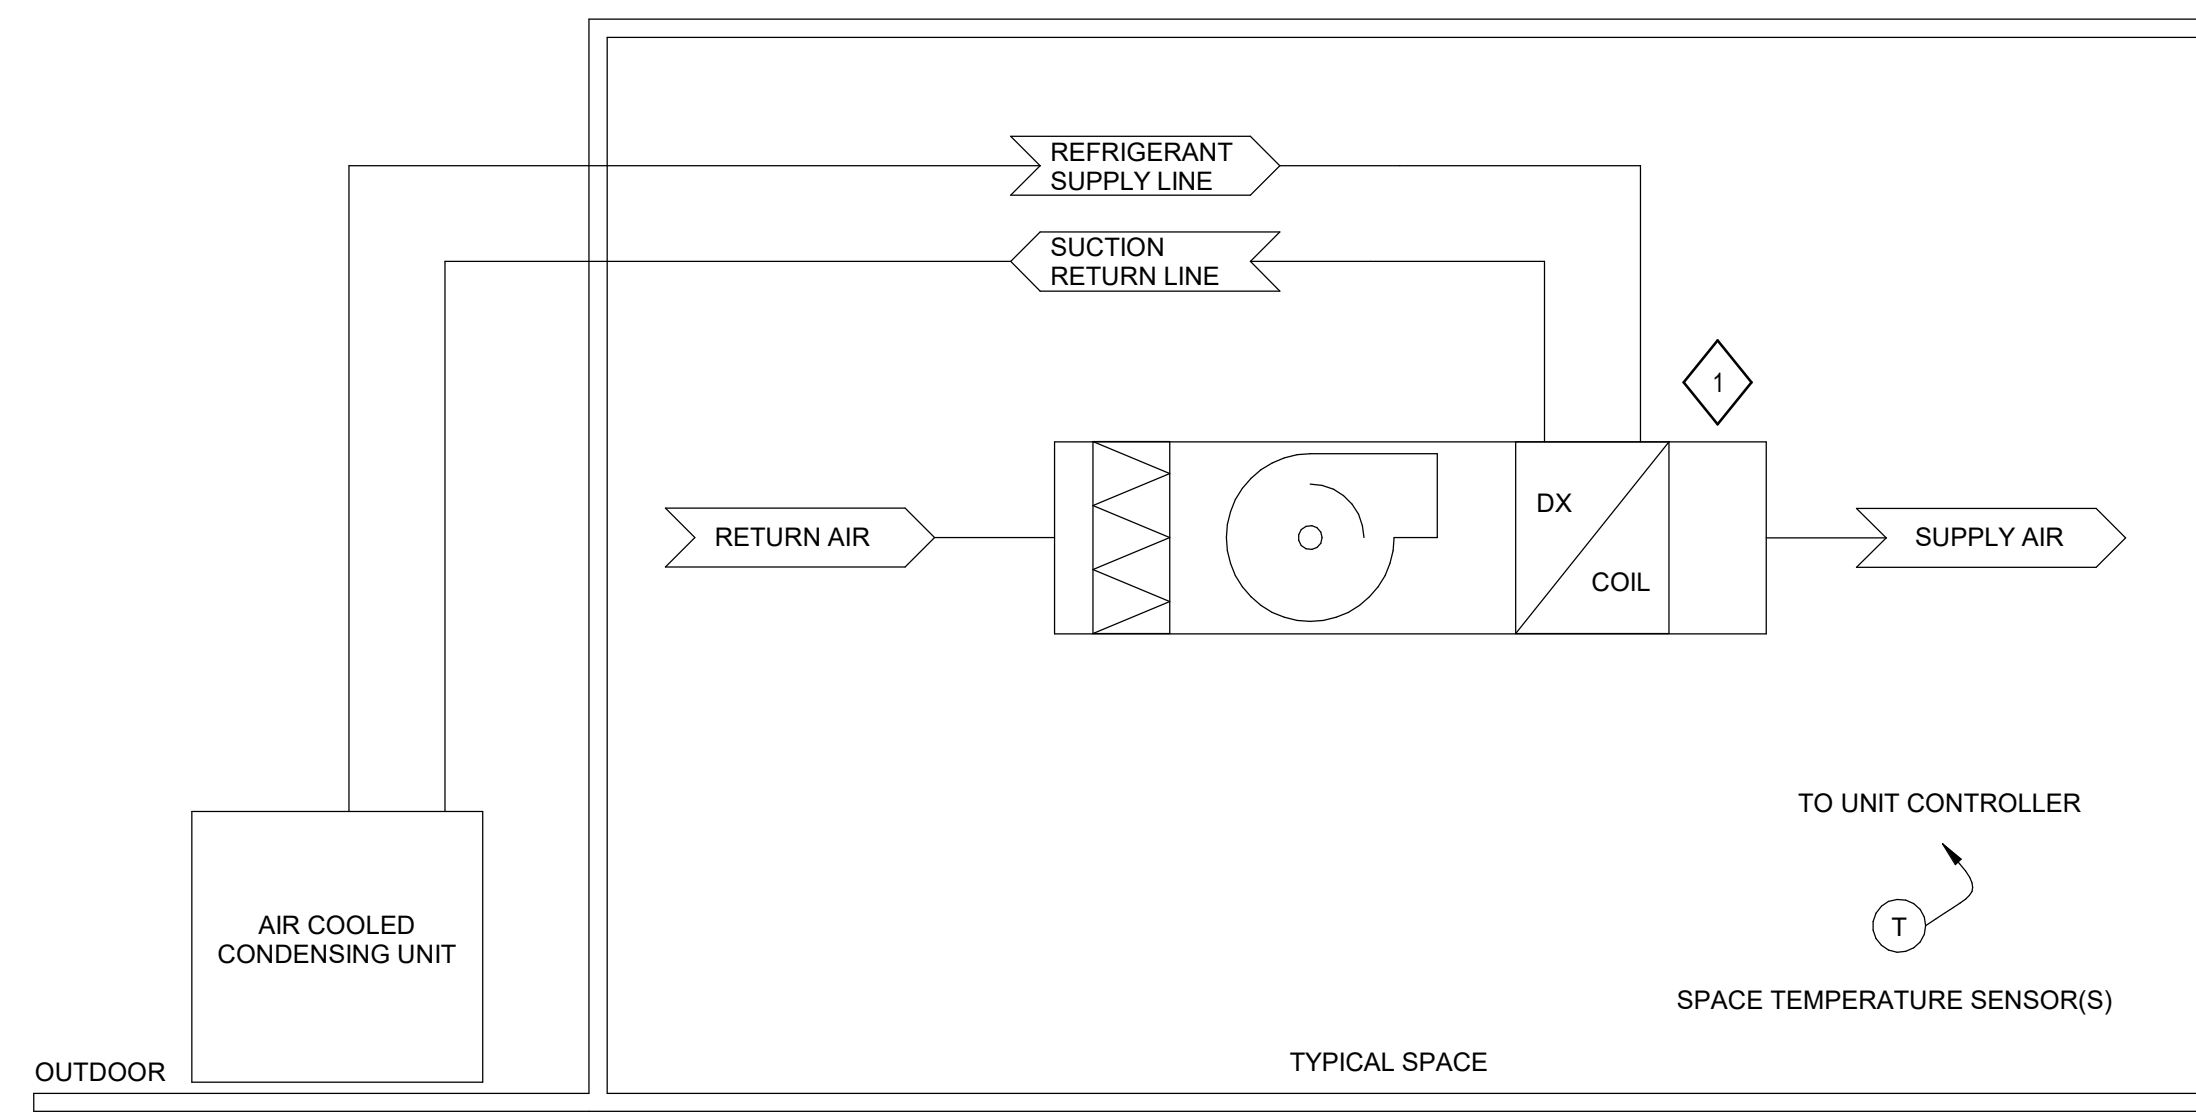 REFRIGERANT
SUPPLY LINE
SUCTION
RETURN LINE
1
DX
COIL
RETURN AIR
SUPPLY AIR
TO UNIT CONTROLLER
T
SPACE TEMPERATURE SENSOR(S)
AIR COOLED
CONDENSING UNIT
OUTDOOR
TYPICAL SPACE